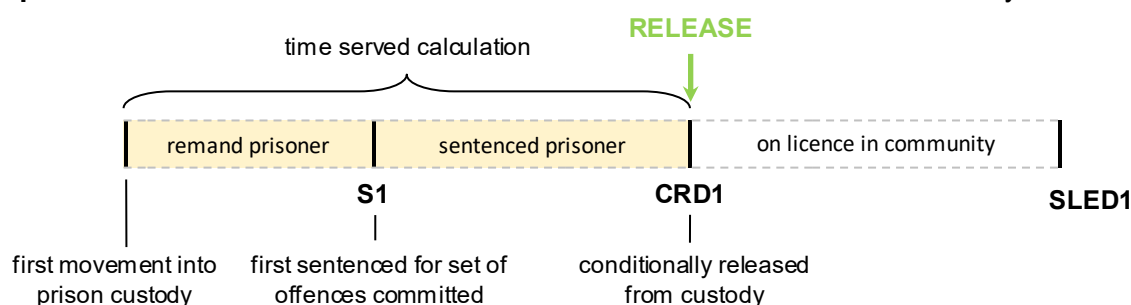 RELEASE
time served calculation
remand prisoner
sentenced prisoner
on licence in community
S1
CRD1
SLED1
first movement into
prison custody
first sentenced for set of
offences committed
conditionally released
from custody